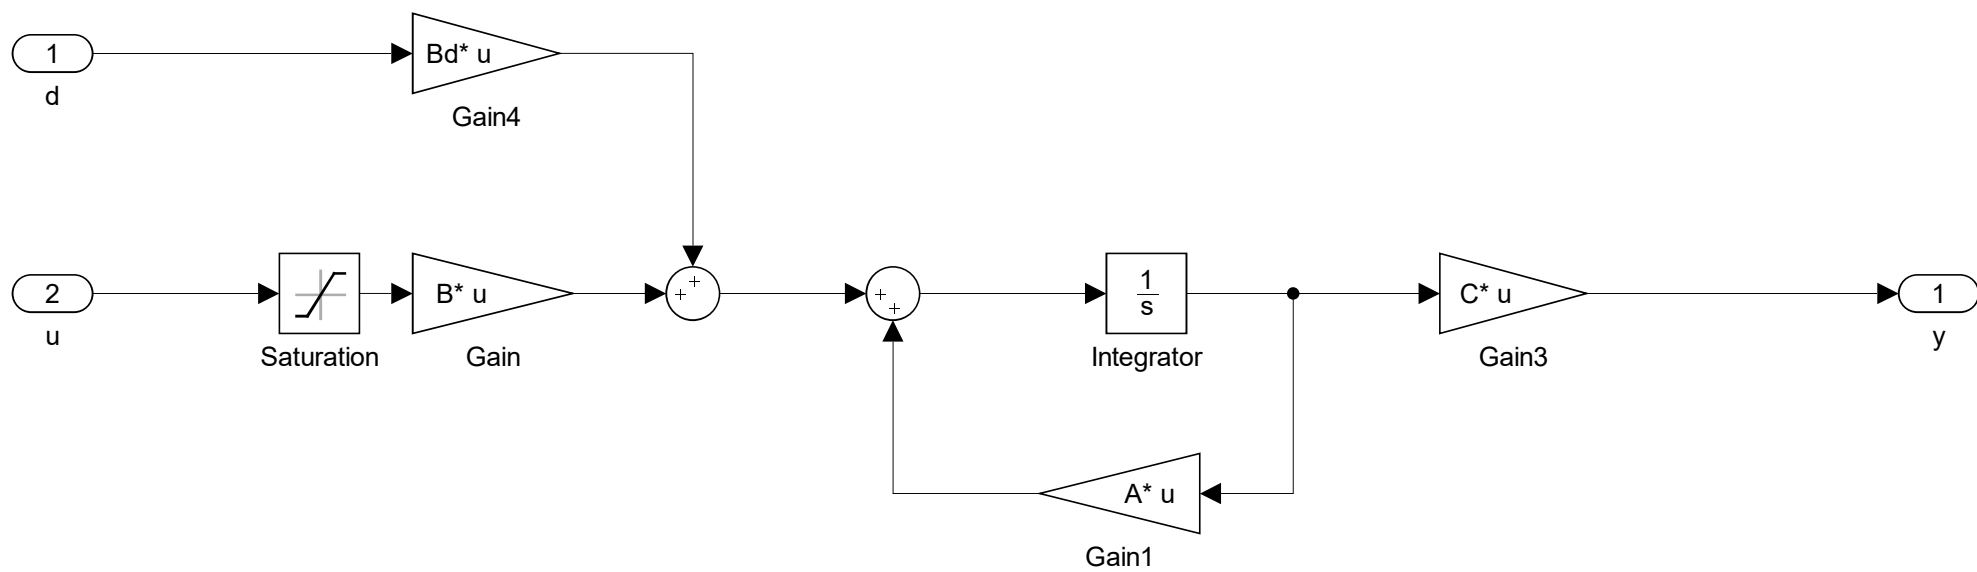 1
Bd* u
d
Gain4
2
B* u
+
+
+
+
1
s
C* u
1
u
Saturation
Gain
Integrator
Gain3
y
A* u
Gain1